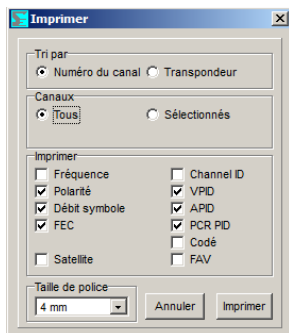 Imprimer
Tri par
Numéro du canal Transpondeur
Canaux
Tous Sélectionnés
Imprimer
Fréquence Channel ID
Polarité VPID
Débit symbole APID
FEC PCR PID
Codé
Satellite FAV
Taille de police
4 mm Annuler Imprimer